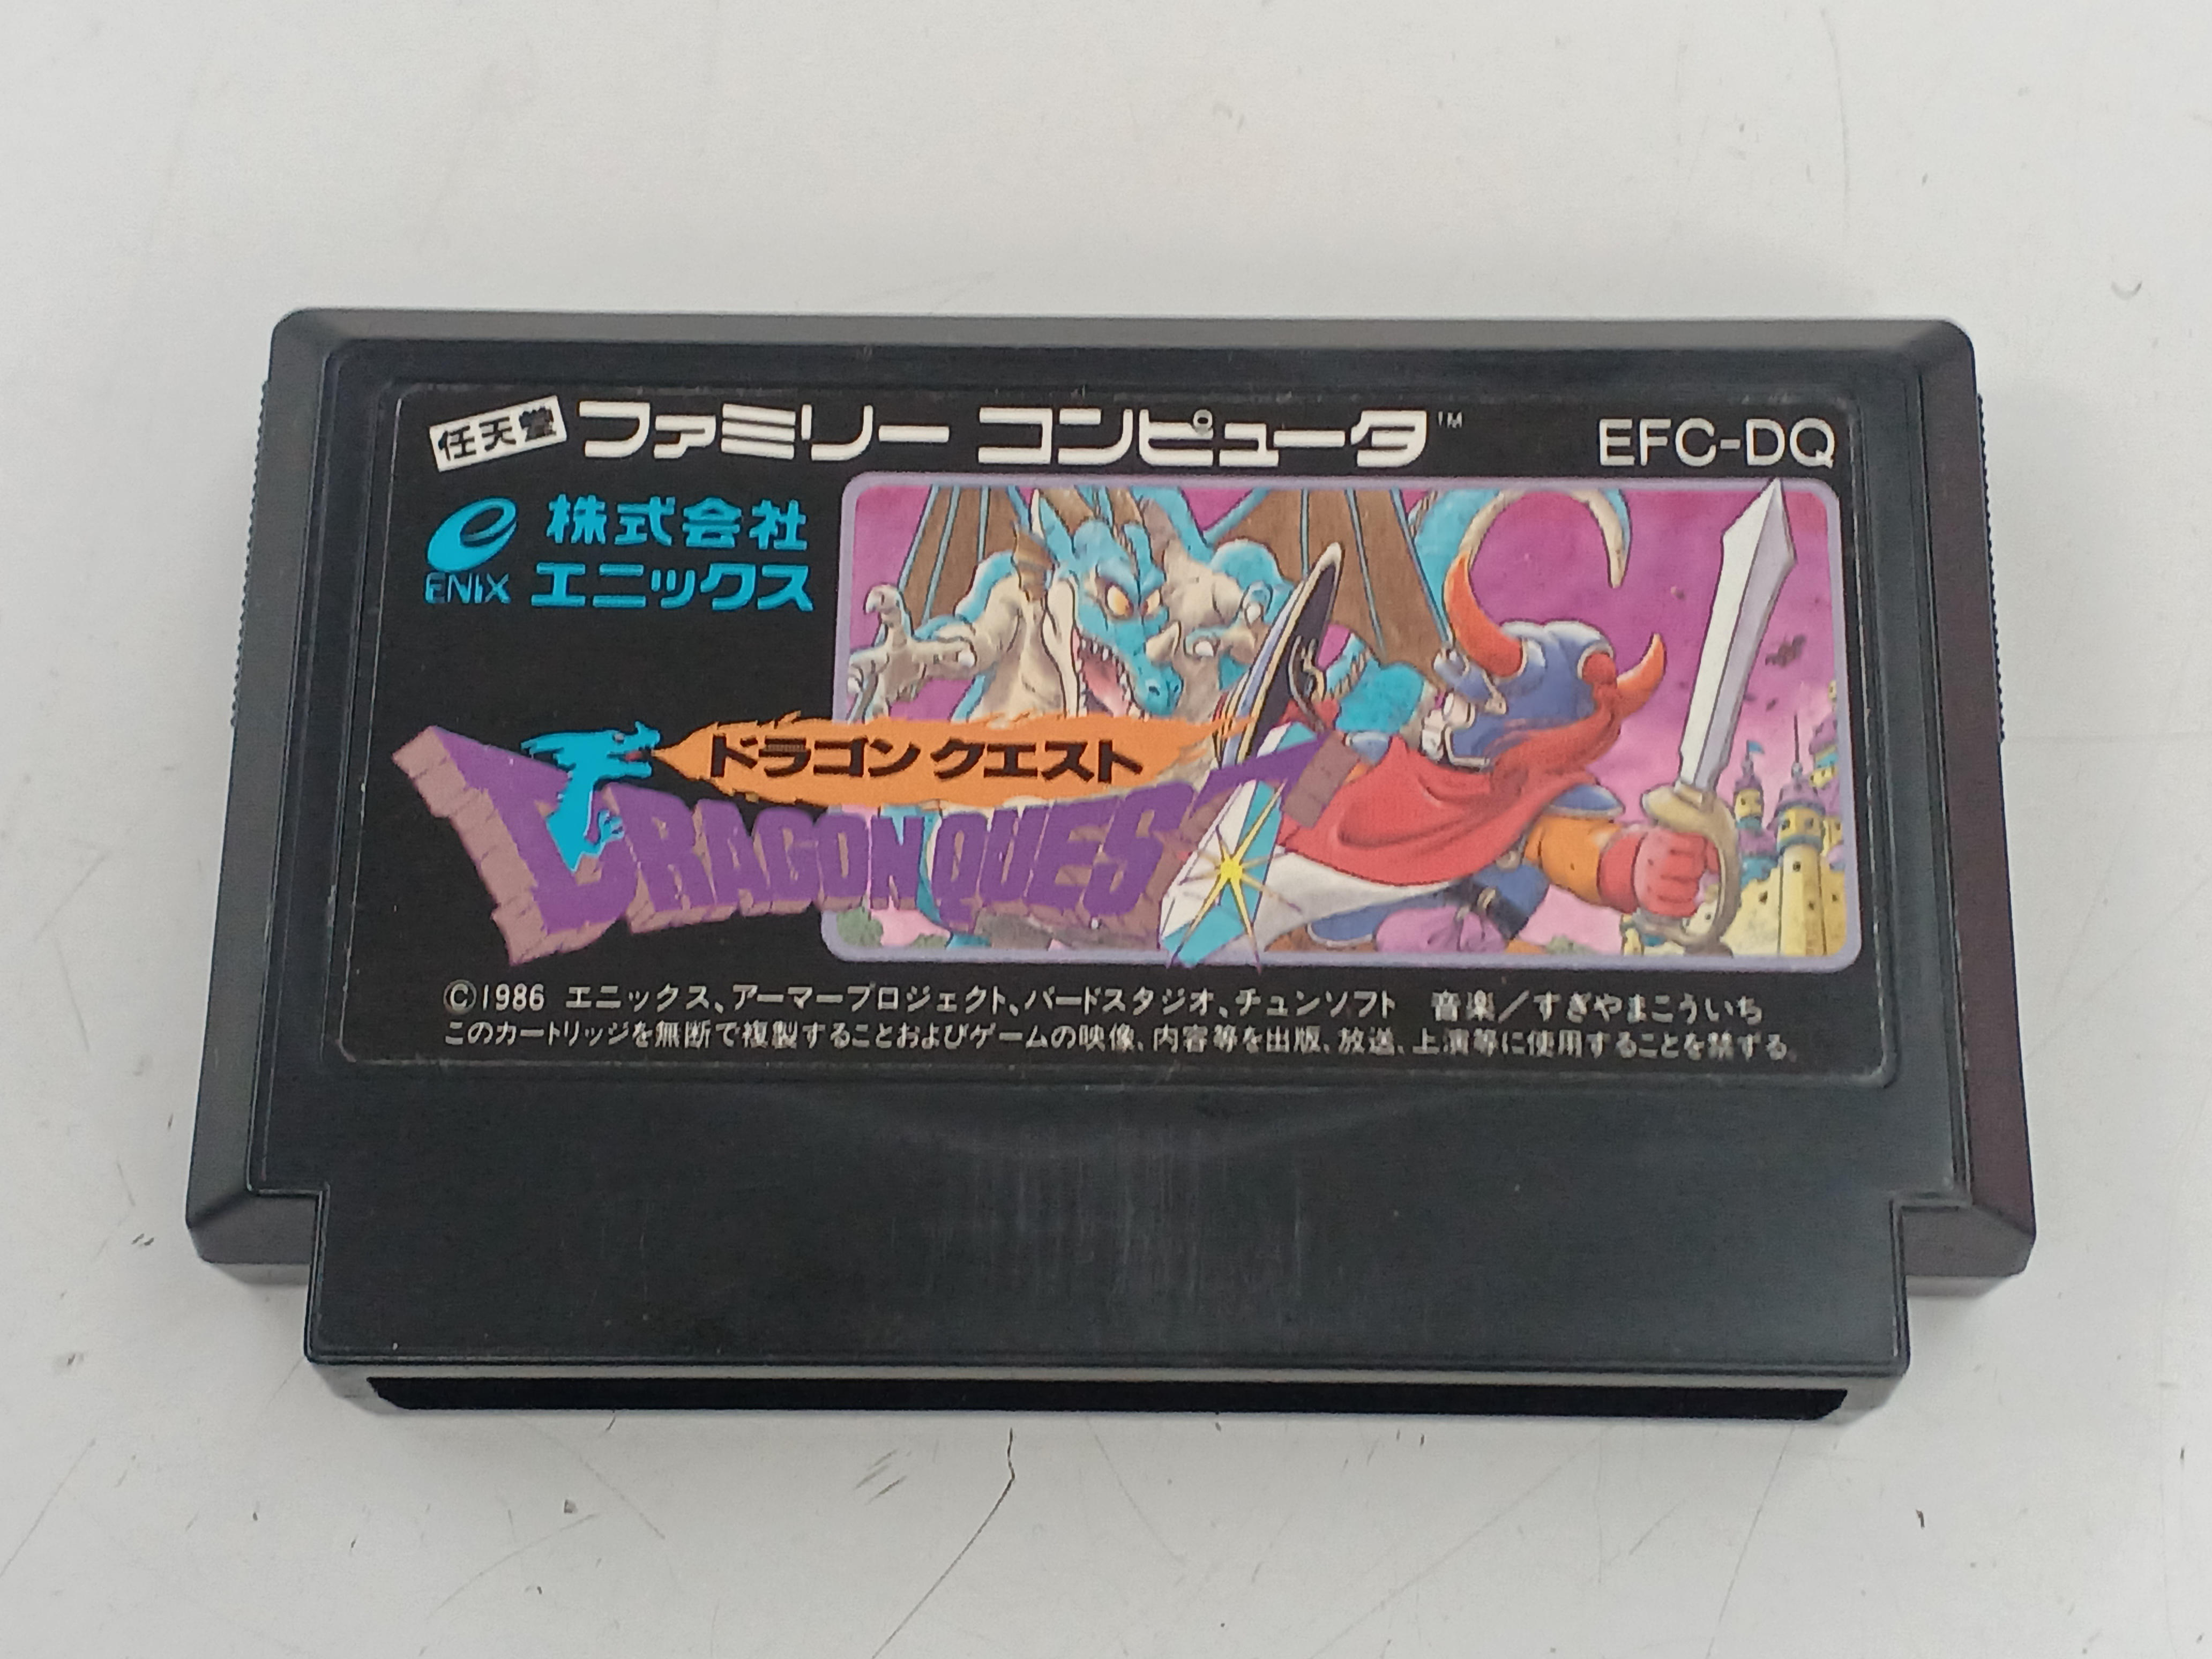 任天堂 ファミリー コンピュータ™ EFC-DQ
株式会社
ENIX エニックス
ドラゴン クエスト
DRAGON QUEST
©1986 エニックス、アーマープロジェクト、バードスタジオ、チュンソフト 音楽／すぎやまこういち
このカートリッジを無断で複製することおよびゲームの映像、内容等を出版、放送、上演等に使用することを禁ずる。